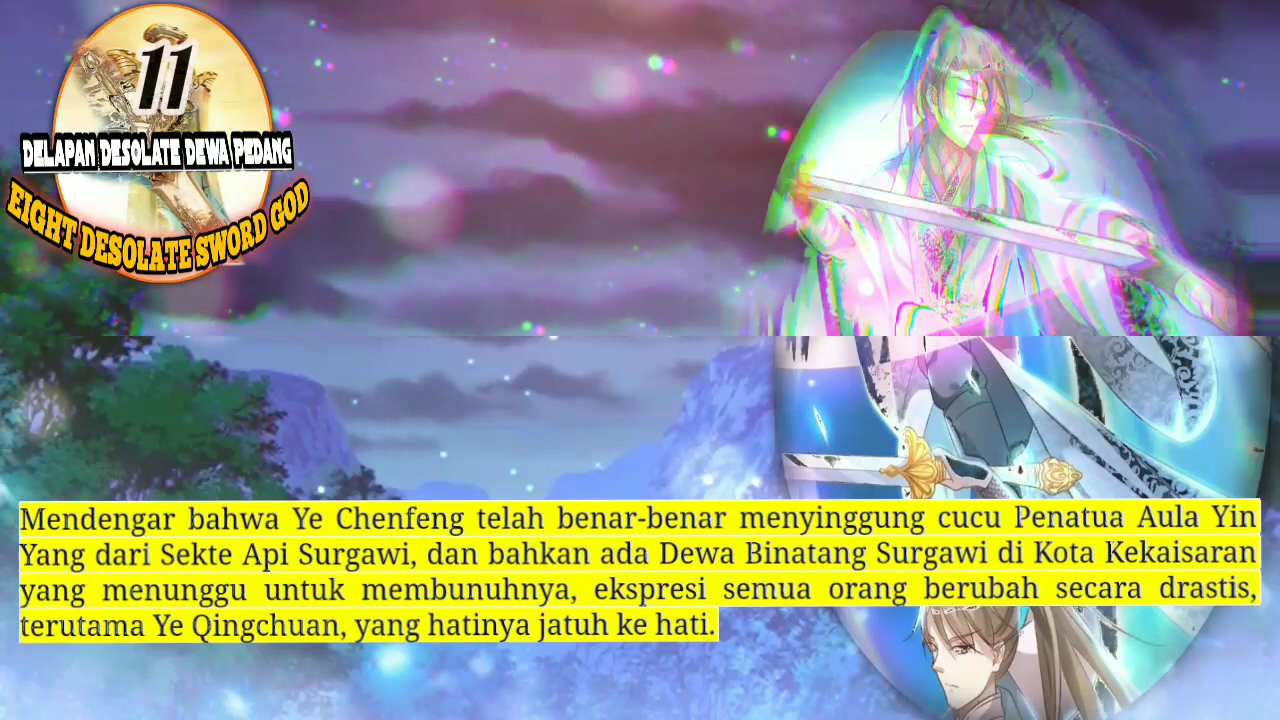 11
DELAPAN DESOLATE DEWA PEDANG
EIGHT DESOLATE SWORD GOD
Mendengar bahwa Ye Chenfeng telah benar-benar menyinggung cucu Penatua Aula Yin
Yang dari Sekte Api Surgawi, dan bahkan ada Dewa Binatang Surgawi di Kota Kekaisaran
yang menunggu untuk membunuhnya, ekspresi semua orang berubah secara drastis,
terutama Ye Qingchuan, yang hatinya jatuh ke hati.